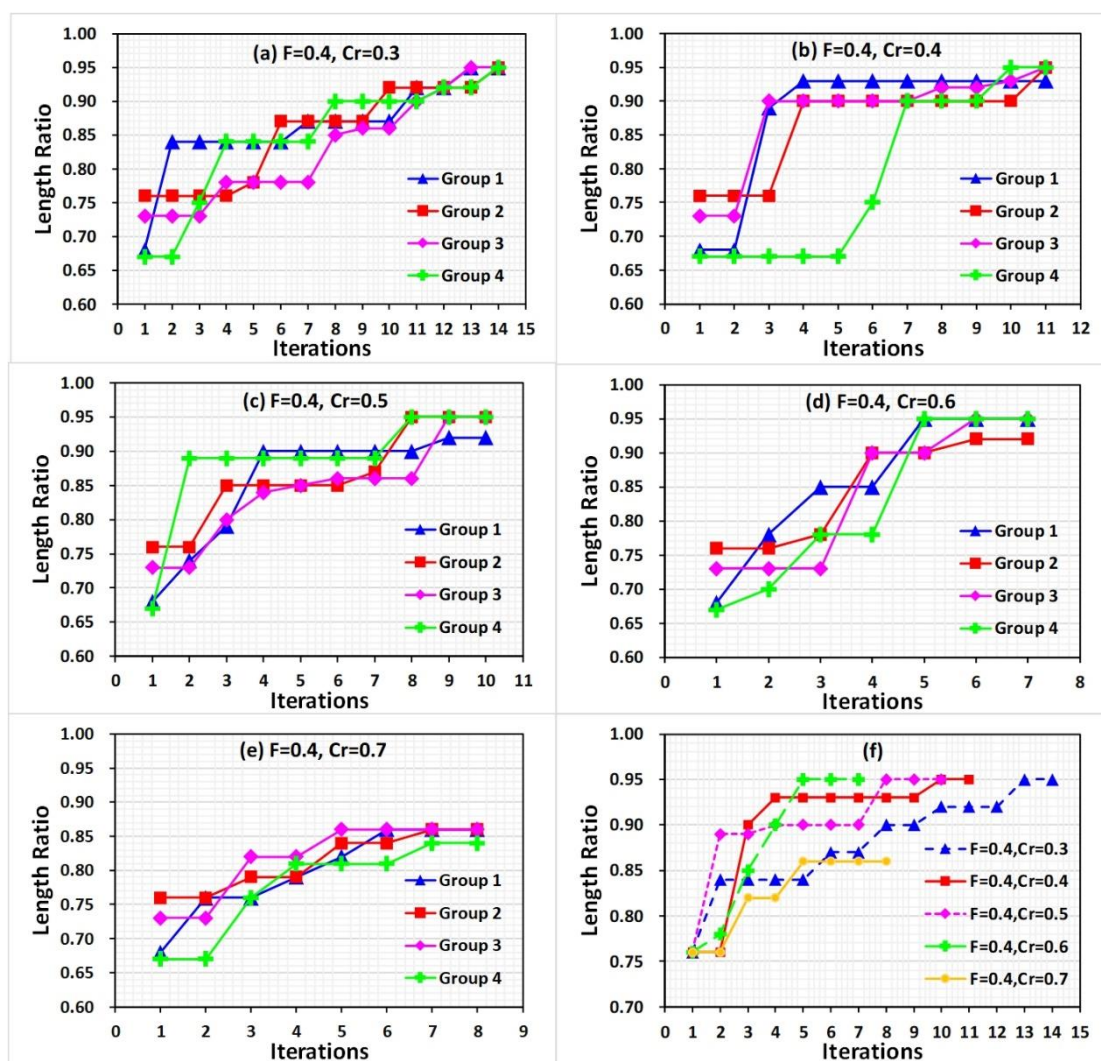 (a) F=0.4, Cr=0.3
Length Ratio
0.95
0.90
0.85
0.80
0.75
0.70
0.65
0.60
Group 1
Group 2
Group 3
Group 4
0 1 2 3 4 5 6 7 8 9 10 11 12 13 14 15
Iterations
(b) F=0.4, Cr=0.4
Length Ratio
0.95
0.90
0.85
0.80
0.75
0.70
0.65
0.60
Group 1
Group 2
Group 3
Group 4
0 1 2 3 4 5 6 7 8 9 10 11 12
Iterations
(c) F=0.4, Cr=0.5
Length Ratio
1.00
0.95
0.90
0.85
0.80
0.75
0.70
0.65
0.60
Group 1
Group 2
Group 3
Group 4
0 1 2 3 4 5 6 7 8 9 10 11
Iterations
(d) F=0.4, Cr=0.6
Length Ratio
1.00
0.95
0.90
0.85
0.80
0.75
0.70
0.65
0.60
Group 1
Group 2
Group 3
Group 4
0 1 2 3 4 5 6 7 8
Iterations
(e) F=0.4, Cr=0.7
Length Ratio
1.00
0.95
0.90
0.85
0.80
0.75
0.70
0.65
0.60
Group 1
Group 2
Group 3
Group 4
0 1 2 3 4 5 6 7 8 9
Iterations
(f)
Length Ratio
1.00
0.95
0.90
0.85
0.80
0.75
0.70
F=0.4,Cr=0.3
F=0.4,Cr=0.4
F=0.4,Cr=0.5
F=0.4,Cr=0.6
F=0.4,Cr=0.7
0 1 2 3 4 5 6 7 8 9 10 11 12 13 14 15
Iterations